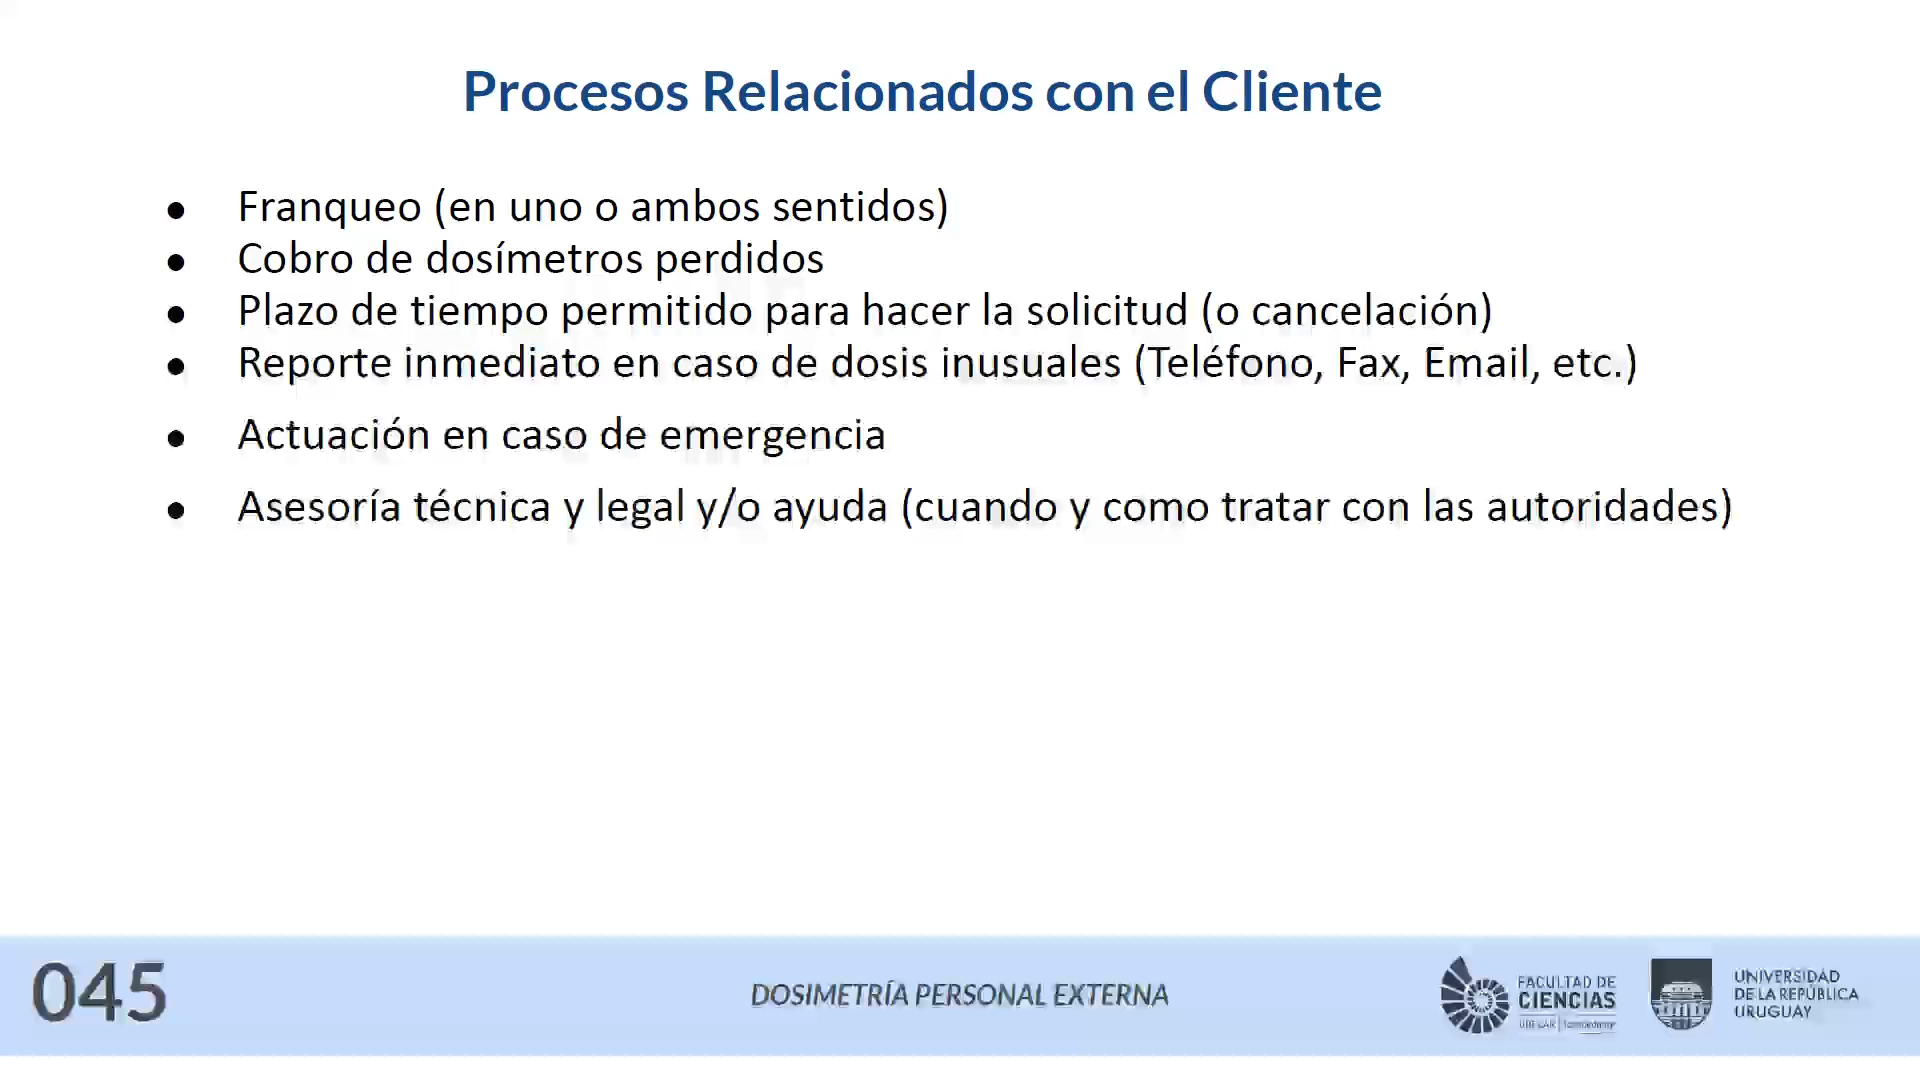 Procesos Relacionados con el Cliente
● Franqueo (en uno o ambos sentidos)
● Cobro de dosímetros perdidos
● Plazo de tiempo permitido para hacer la solicitud (o cancelación)
● Reporte inmediato en caso de dosis inusuales (Teléfono, Fax, Email, etc.)
● Actuación en caso de emergencia
● Asesoría técnica y legal y/o ayuda (cuando y como tratar con las autoridades)
045
DOSIMETRÍA PERSONAL EXTERNA
FACULTAD DE
CIENCIAS
UNIVERSIDAD
DE LA REPÚBLICA
URUGUAY